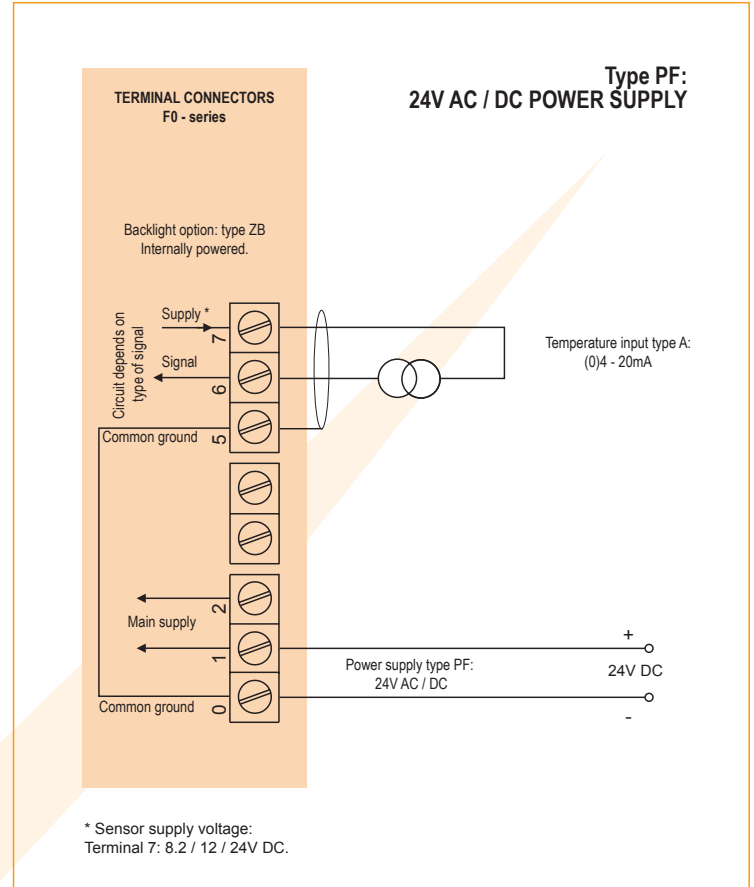 Type PF:
24V AC / DC POWER SUPPLY
TERMINAL CONNECTORS
F0 - series
Backlight option: type ZB
Internally powered.
Circuit depends on
type of signal
Supply *
7
Signal
6
Common ground
5
Temperature input type A:
(0)4 - 20mA
2
Main supply
1
Common ground
0
Power supply type PF:
24V AC / DC
+
24V DC
-
* Sensor supply voltage:
Terminal 7: 8.2 / 12 / 24V DC.